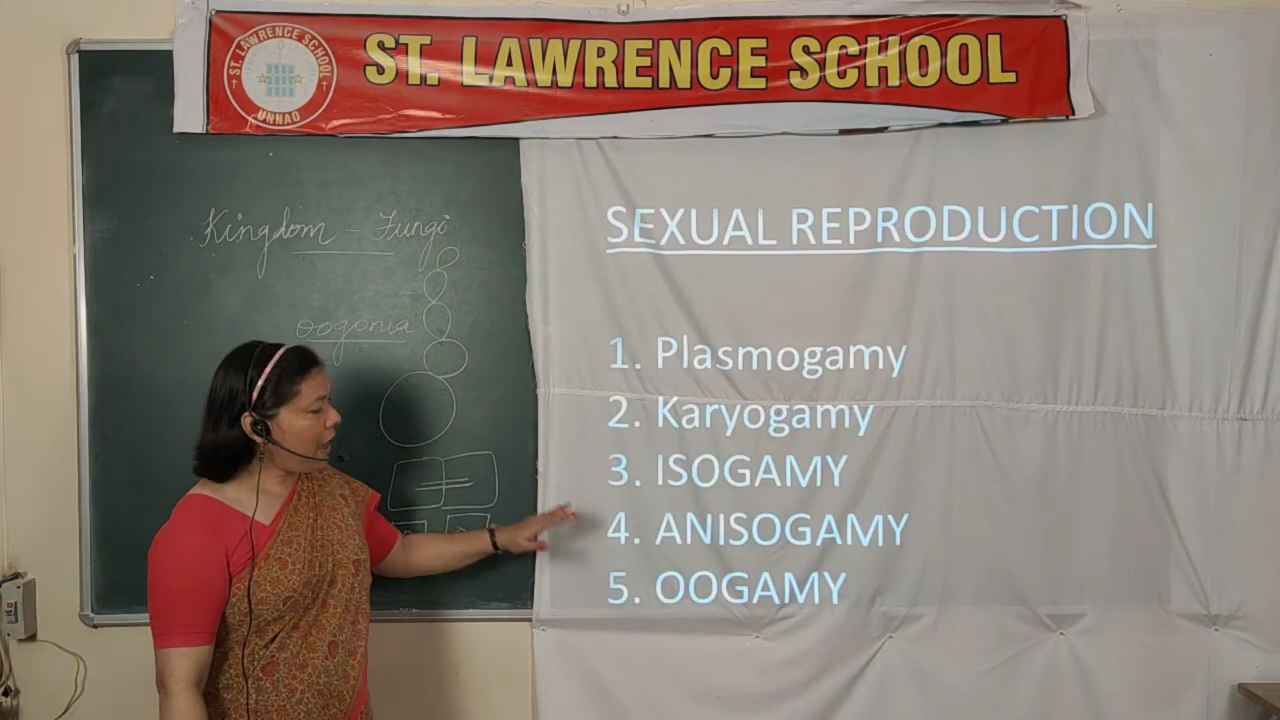 ST. LAWRENCE SCHOOL
ST. LAWRENCE SCHOOL
UNNAO
Kingdom - Fungi
oogonia
SEXUAL REPRODUCTION
1. Plasmogamy
2. Karyogamy
3. ISOGAMY
4. ANISOGAMY
5. OOGAMY